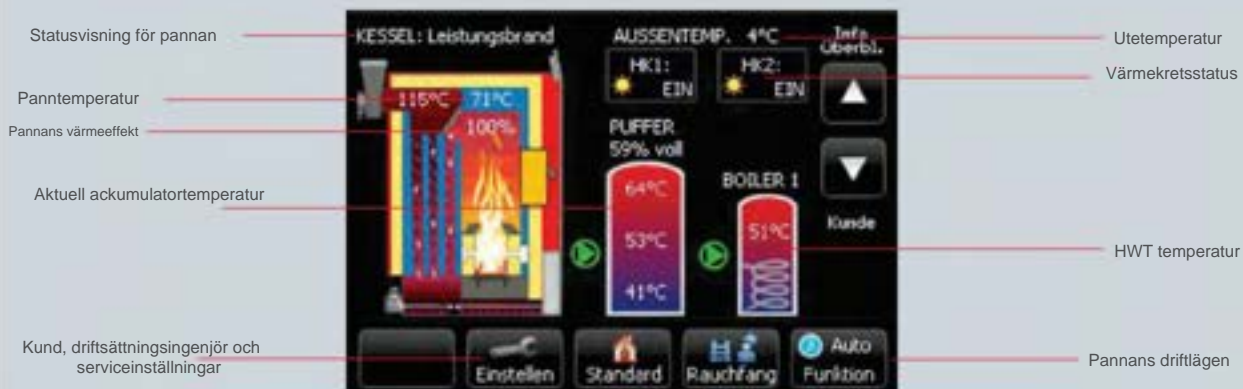 Statusvisning för pannan
Panntemperatur
Pannans värmeeffekt
Aktuell ackumulatortemperatur
Kund, driftsättningsingenjör och
serviceinställningar
KESSEL: Leistungsbrand
AUSSENTEMP. 4°C
Info
Überbl.
HK1:
EIN
HK2:
EIN
115°C
71°C
100%
PUFFER
59% voll
64°C
53°C
41°C
BOILER 1
51°C
Kunde
Einstellen
Standard
Rauchfang
Auto
Funktion
Utetemperatur
Värmekretsstatus
HWT temperatur
Pannans driftlägen